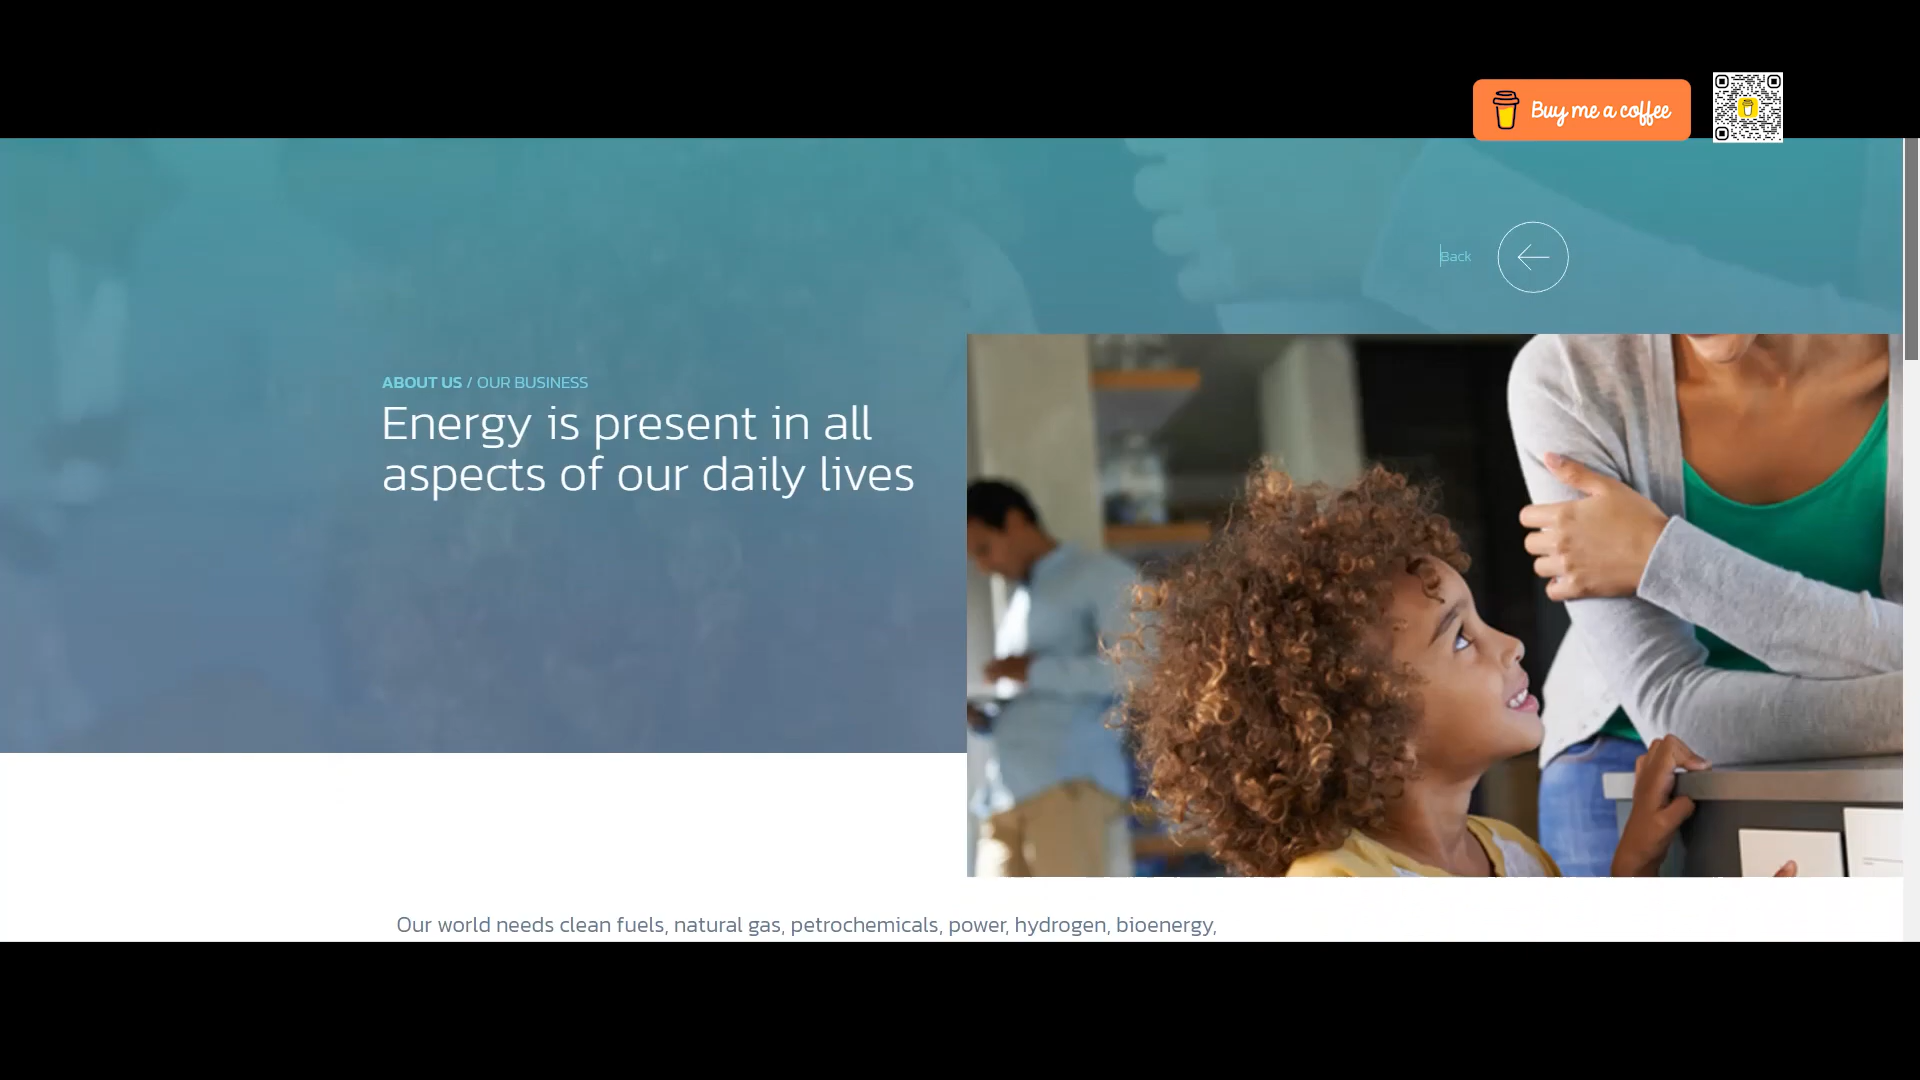 Buy me a coffee
Back
ABOUT US / OUR BUSINESS
Energy is present in all
aspects of our daily lives
Our world needs clean fuels, natural gas, petrochemicals, power, hydrogen, bioenergy,